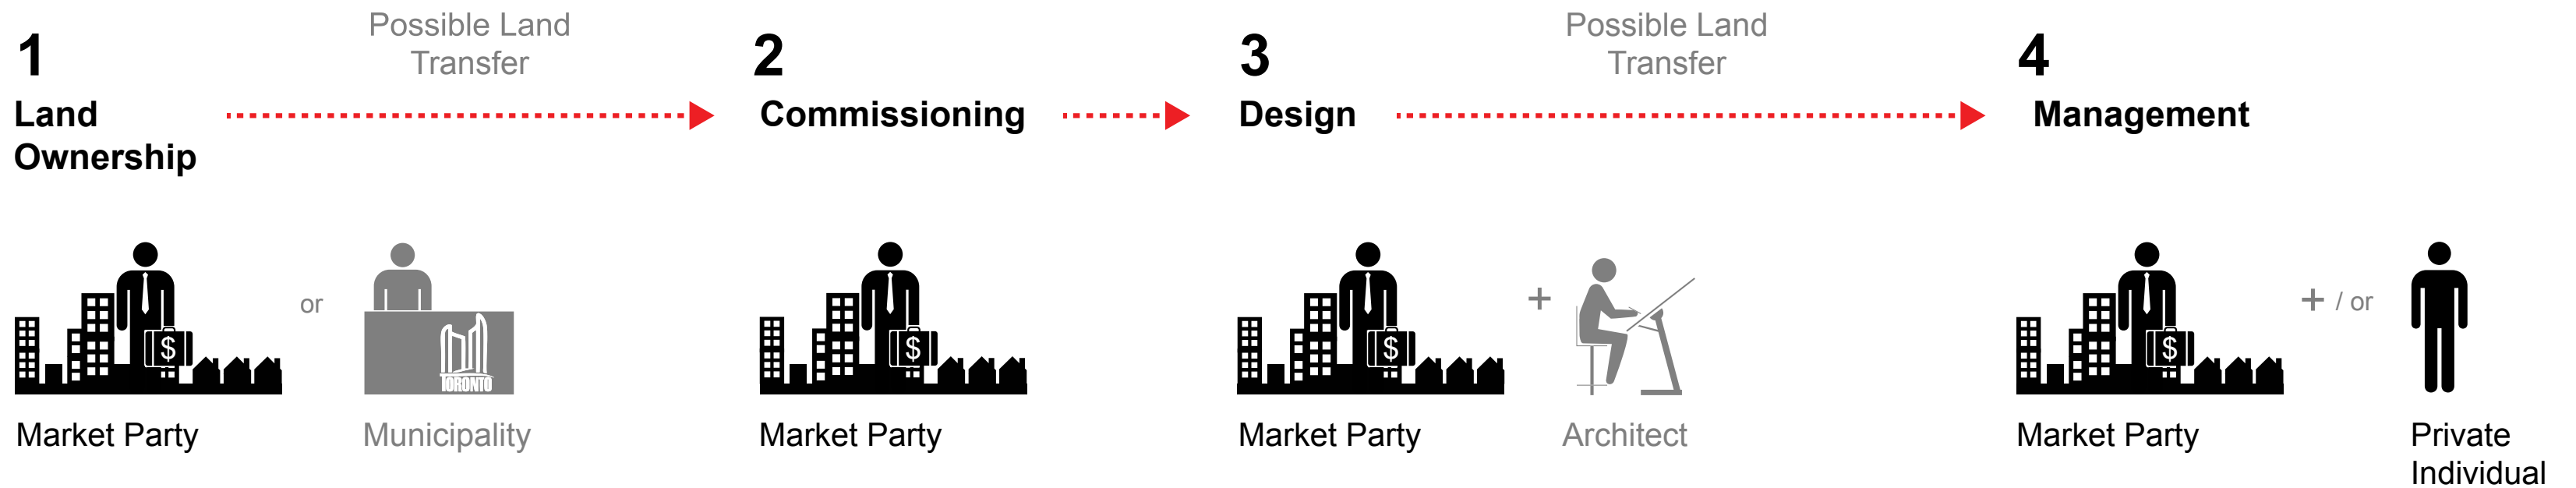 1
Land
Ownership
Possible Land
Transfer
2
Commissioning
3
Design
Possible Land
Transfer
4
Management
$
or
TORONTO
$
$
+
$
+ / or
Market Party
Municipality
Market Party
Market Party
Architect
Market Party
Private
Individual